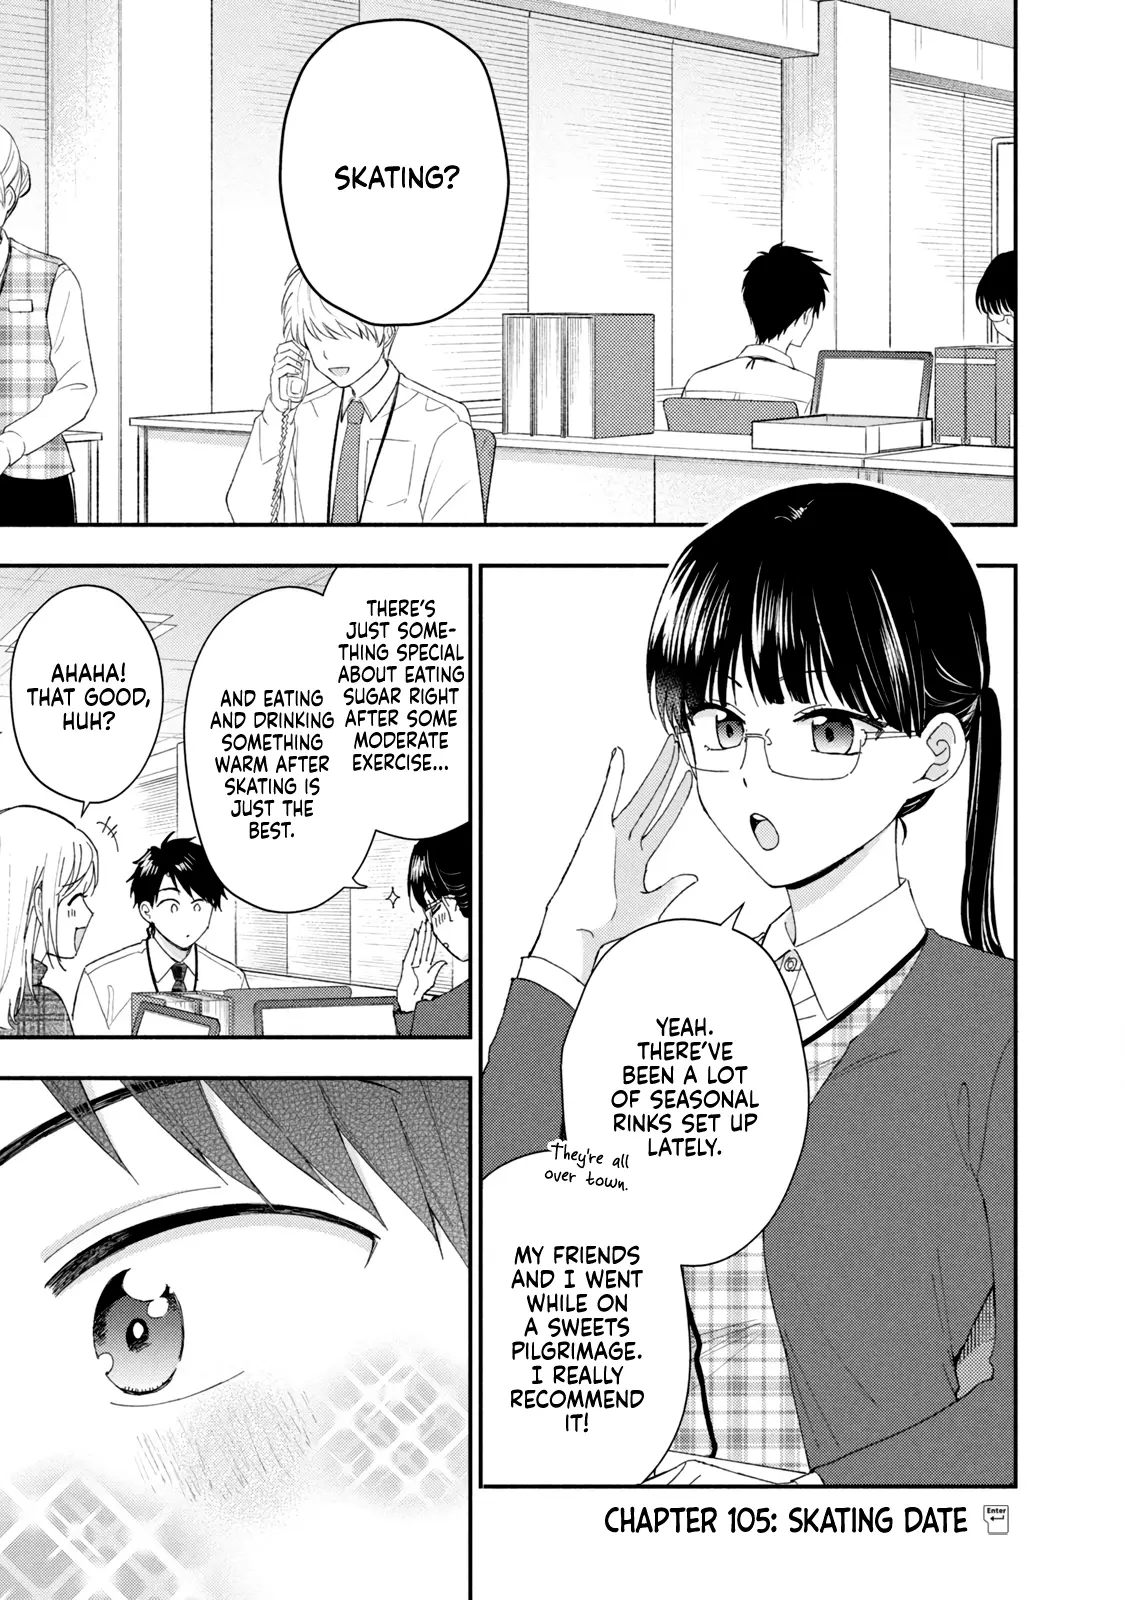 SKATING?
YEAH.
THERE'VE
BEEN A LOT
OF SEASONAL
RINKS SET UP
LATELY.
They're all
over town.
MY FRIENDS
AND I WENT
WHILE ON
A SWEETS
PILGRIMAGE.
I REALLY
RECOMMEND
IT!
THERE'S
JUST SOME-
THING SPECIAL
ABOUT EATING
SUGAR RIGHT
AFTER SOME
MODERATE
EXERCISE...
AND EATING
AND DRINKING
SOMETHING
WARM AFTER
SKATING IS
JUST THE
BEST.
AHAHA!
THAT GOOD,
HUH?
CHAPTER 105: SKATING DATE
Enter